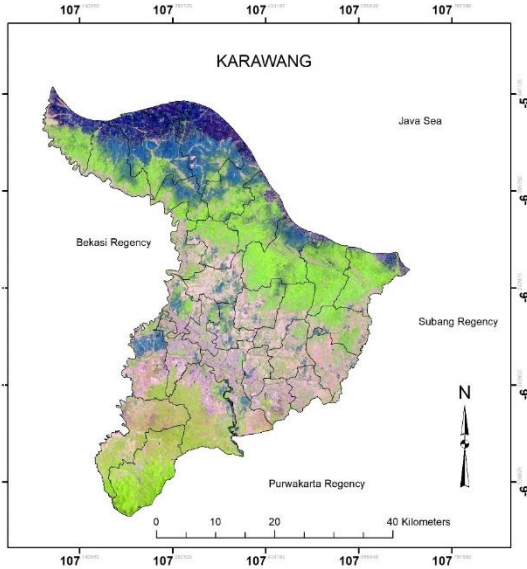 107 107 107 107 107
KARAWANG
Java Sea
Bekasi Regency
Subang Regency
N
Purwakarta Regency
0 10 20 40 Kilometers
107 107 107 107 107